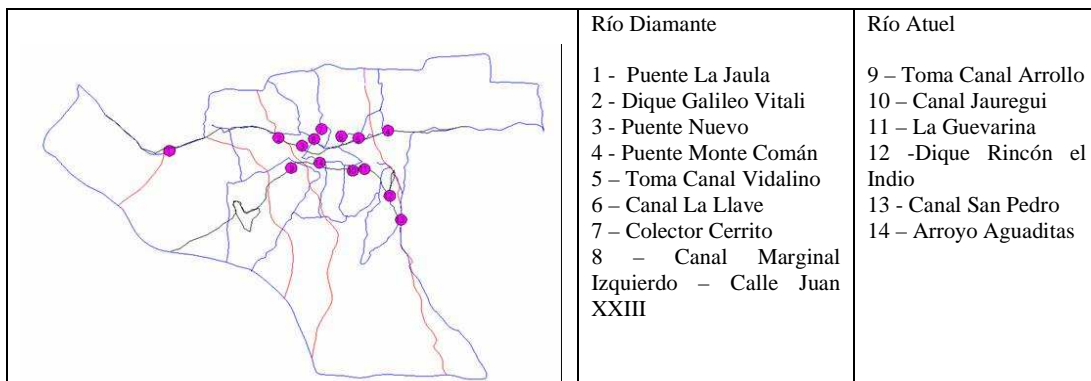 Río Diamante
1 - Puente La Jaula
2 - Dique Galileo Vitali
3 - Puente Nuevo
4 - Puente Monte Comán
5 – Toma Canal Vidalino
6 – Canal La Llave
7 – Colector Cerrito
8 – Canal Marginal
Izquierdo – Calle Juan
XXIII
Río Atuel
9 – Toma Canal Arrollo
10 – Canal Jauregui
11 – La Guevarina
12 -Dique Rincón el
Indio
13 - Canal San Pedro
14 – Arroyo Aguaditas